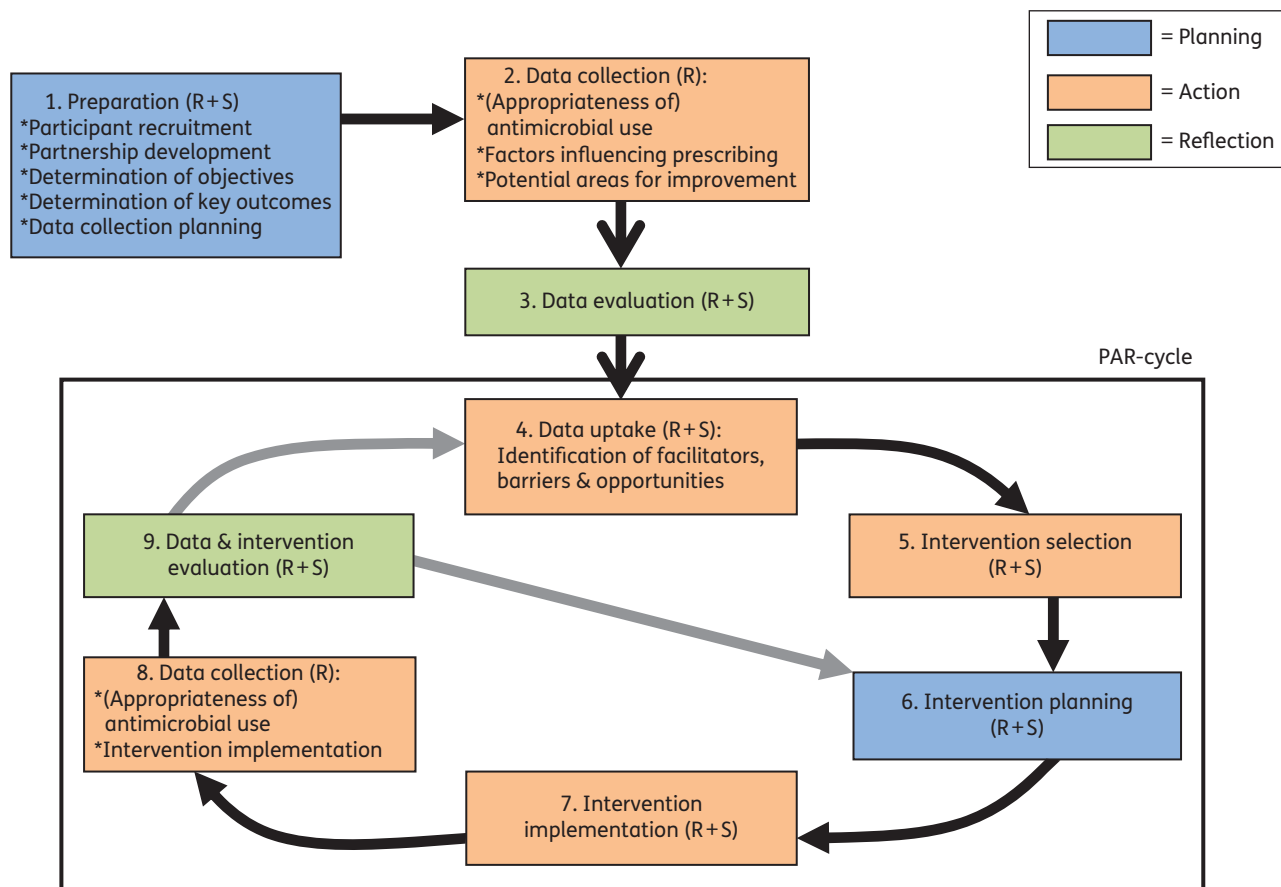 = Planning
= Action
= Reflection
1. Preparation (R+S)
*Participant recruitment
*Partnership development
*Determination of objectives
*Determination of key outcomes
*Data collection planning
2. Data collection (R):
*(Appropriateness of)
antimicrobial use
*Factors influencing prescribing
*Potential areas for improvement
3. Data evaluation (R+S)
PAR-cycle
4. Data uptake (R+S):
Identification of facilitators,
barriers & opportunities
5. Intervention selection
(R+S)
6. Intervention planning
(R+S)
7. Intervention
implementation (R+S)
8. Data collection (R):
*(Appropriateness of)
antimicrobial use
*Intervention implementation
9. Data & intervention
evaluation (R+S)